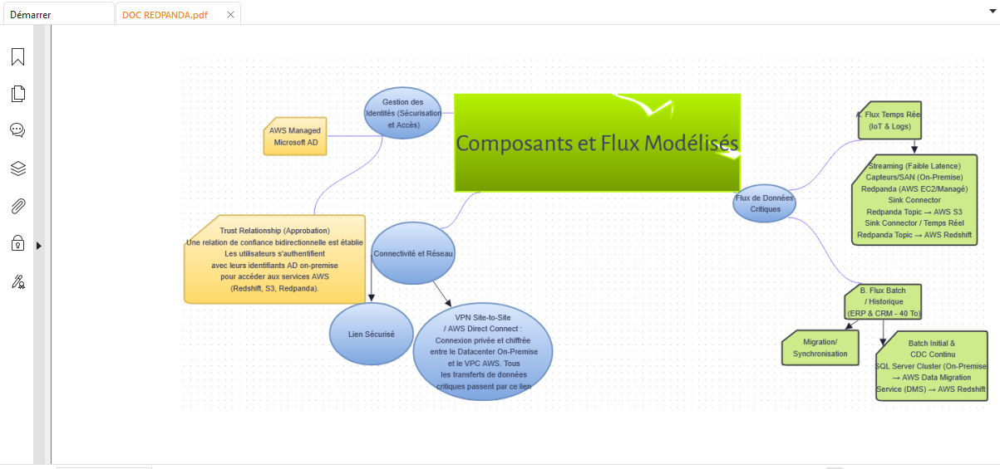 Démarrer
DOC REDPANDA.pdf
Composants et Flux Modélisés
Gestion des
Identités (Sécurisation
et Accès)
AWS Managed
Microsoft AD
Trust Relationship (Approbation)
Une relation de confiance bidirectionnelle est établie
Les utilisateurs s'authentifient
avec leurs identifiants AD on-premise
pour accéder aux services AWS
(Redshift, S3, Redpanda).
Connectivité et Réseau
Lien Sécurisé
VPN Site-to-Site
/ AWS Direct Connect :
Connexion privée et chiffrée
entre le Datacenter On-Premise
et le VPC AWS. Tous
les transferts de données
critiques passent par ce lien
Flux de Données
Critiques
A. Flux Temps Rée
(IoT & Logs)
Streaming (Faible Latence)
Capteurs/SAN (On-Premise)
Redpanda (AWS EC2/Managé)
Sink Connector
Redpanda Topic → AWS S3
Sink Connector / Temps Réel
Redpanda Topic → AWS Redshift
B. Flux Batch
/ Historique
(ERP & CRM - 40 To)
Migration/
Synchronisation
Batch Initial &
CDC Continu
SQL Server Cluster (On-Premise
→ AWS Data Migration
Service (DMS) → AWS Redshift